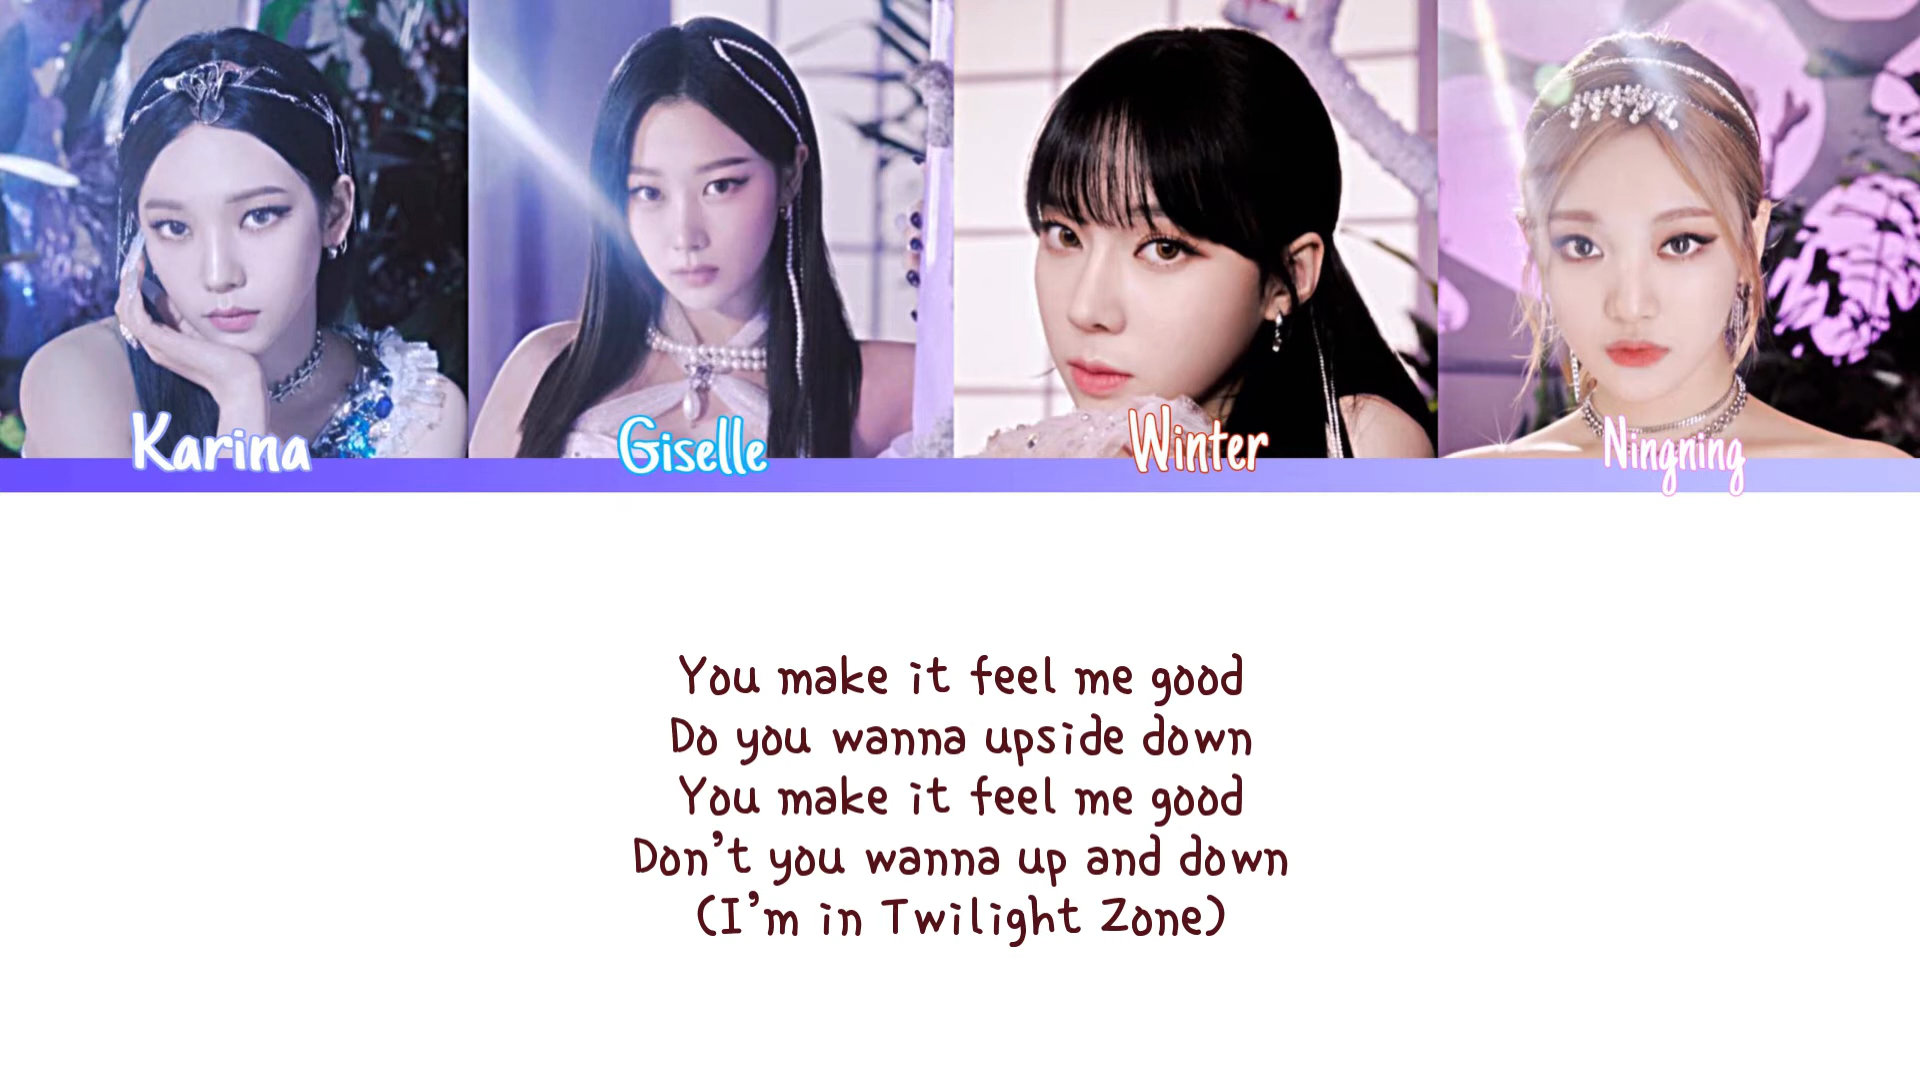 Karina
Giselle
Winter
Ningning
You make it feel me good
Do you wanna upside down
You make it feel me good
Don't you wanna up and down
(I'm in Twilight Zone)